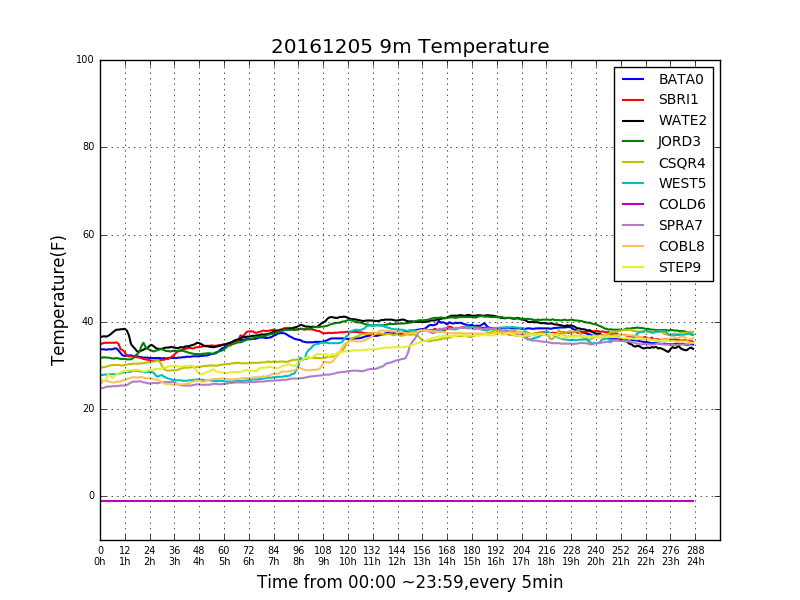 20161205 9m Temperature
100
80
60
40
20
0
Temperature(F)
BATA0
SBRI1
WATE2
JORD3
CSQR4
WEST5
COLD6
SPRA7
COBL8
STEP9
0 12 24 36 48 60 72 84 96 108 120 132 144 156 168 180 192 204 216 228 240 252 264 276 288
0h 1h 2h 3h 4h 5h 6h 7h 8h 9h 10h 11h 12h 13h 14h 15h 16h 17h 18h 19h 20h 21h 22h 23h 24h
Time from 00:00 ~23:59,every 5min